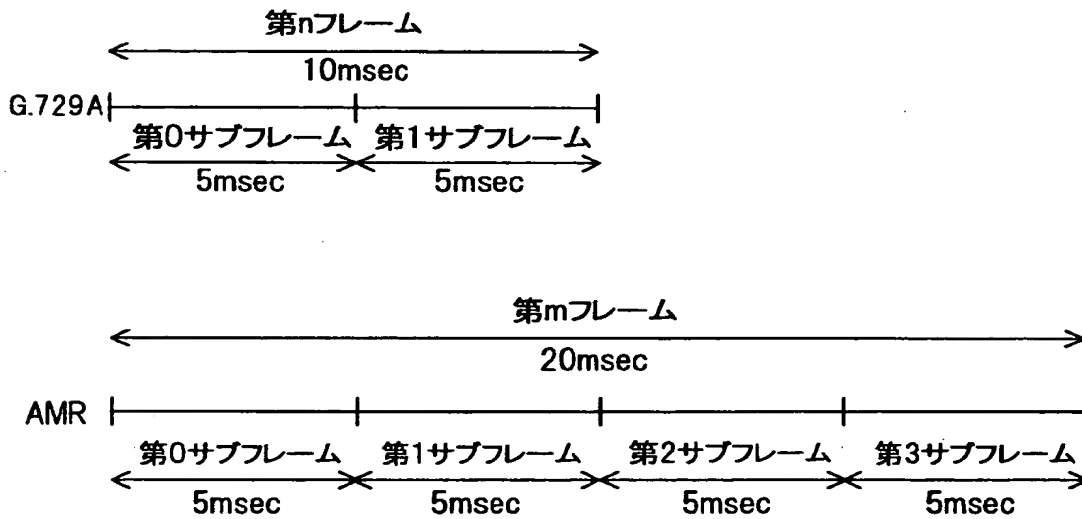 第nフレーム
10msec
G.729A
第0サブフレーム 第1サブフレーム
5msec 5msec
第mフレーム
20msec
AMR
第0サブフレーム 第1サブフレーム 第2サブフレーム 第3サブフレーム
5msec 5msec 5msec 5msec